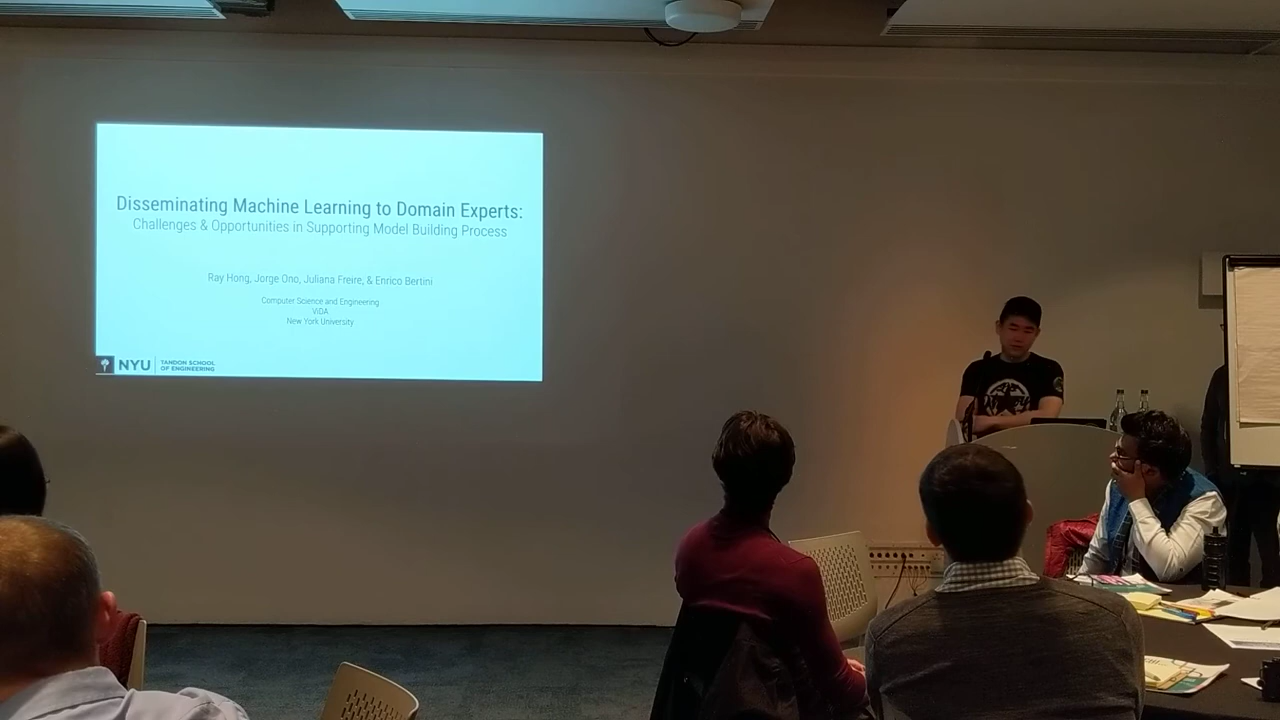 Disseminating Machine Learning to Domain Experts:
Challenges & Opportunities in Supporting Model Building Process
Ray Hong, Jorge Ono, Juliana Freire, & Enrico Bertini
Computer Science and Engineering
ViDA
New York University
NYU
TANDON SCHOOL
OF ENGINEERING